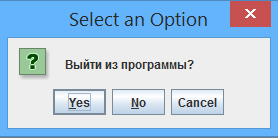 Select an Option
Выйти из программы?
Yes No Cancel